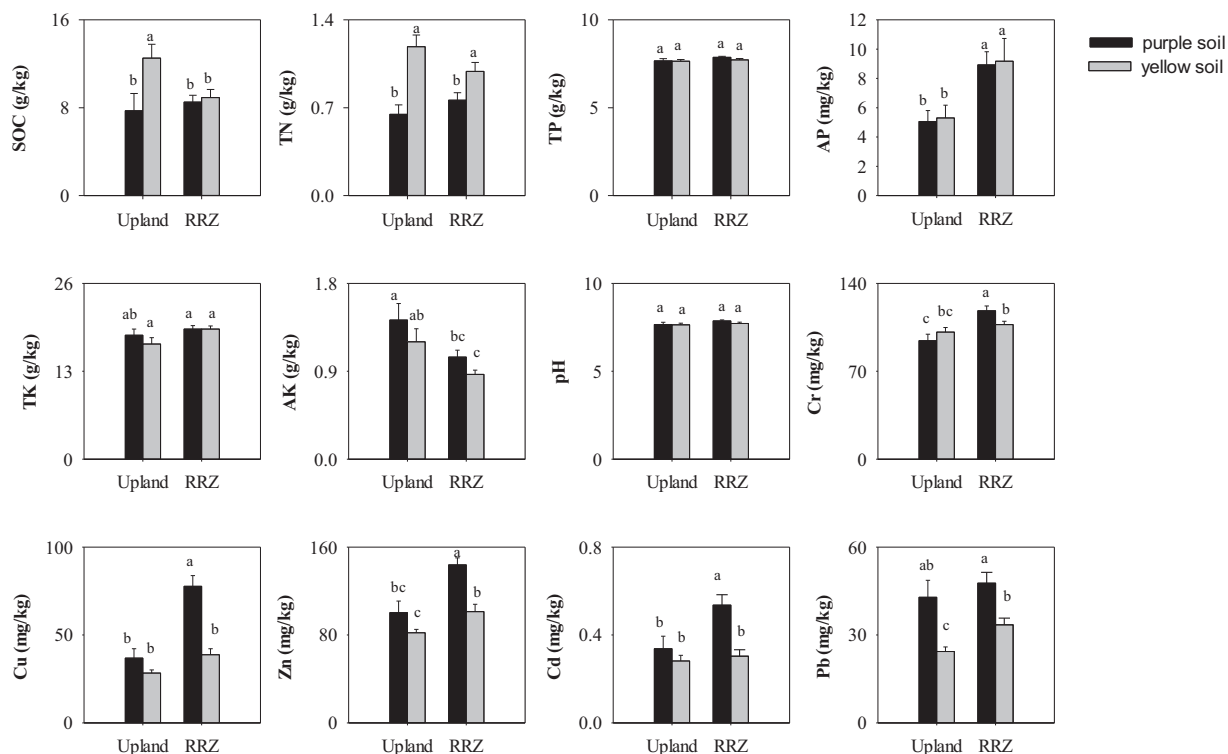 purple soil
yellow soil
SOC (g/kg)
16
8
0
b
a
b
b
Upland RRZ
TN (g/kg)
1.4
0.7
0.0
b
a
b
a
Upland RRZ
TP (g/kg)
10
5
0
a
a
a
a
Upland RRZ
AP (mg/kg)
12
10
8
6
4
2
0
b
b
a
a
Upland RRZ
TK (g/kg)
26
13
0
ab
a
a
a
Upland RRZ
AK (g/kg)
1.8
0.9
0.0
a
ab
bc
c
Upland RRZ
pH
10
5
0
a
a
a
a
Upland RRZ
Cr (mg/kg)
140
70
0
c
bc
a
b
Upland RRZ
Cu (mg/kg)
100
50
0
b
b
a
b
Upland RRZ
Zn (mg/kg)
160
80
0
bc
c
a
b
Upland RRZ
Cd (mg/kg)
0.8
0.4
0.0
b
b
a
b
Upland RRZ
Pb (mg/kg)
60
30
0
ab
c
a
b
Upland RRZ